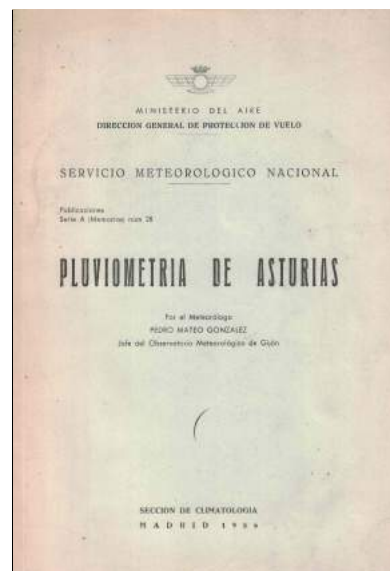 MINISTERIO DEL AIRE
DIRECCION GENERAL DE PROTECCION DE VUELO
SERVICIO METEOROLOGICO NACIONAL
Publicaciones
Serie A (Memorias) núm 28
PLUVIOMETRIA DE ASTURIAS
Por el Meteorólogo
PEDRO MATEO GONZALEZ
Jefe del Observatorio Meteorológico de Gijón
SECCION DE CLIMATOLOGIA
MADRID